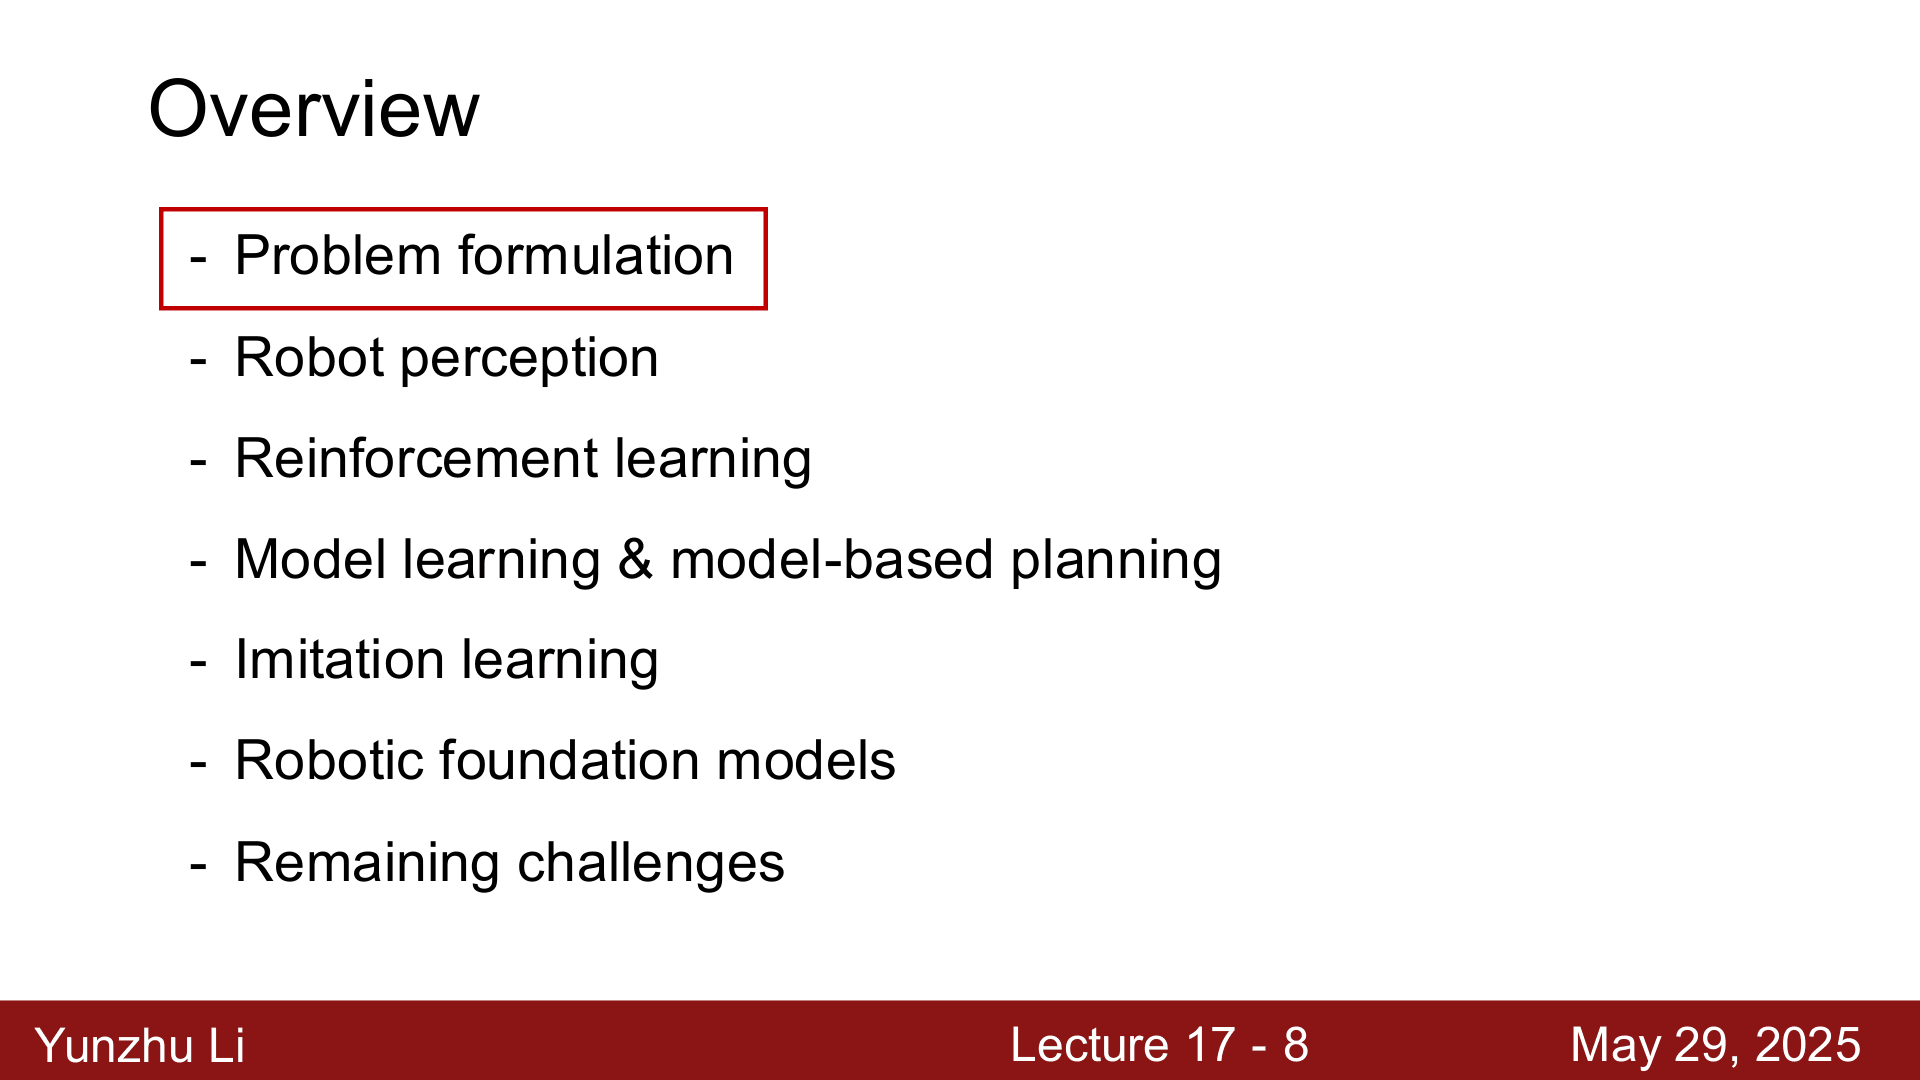 Overview
- Problem formulation
- Robot perception
- Reinforcement learning
- Model learning & model-based planning
- Imitation learning
- Robotic foundation models
- Remaining challenges
Yunzhu Li Lecture 17 - 8 May 29, 2025